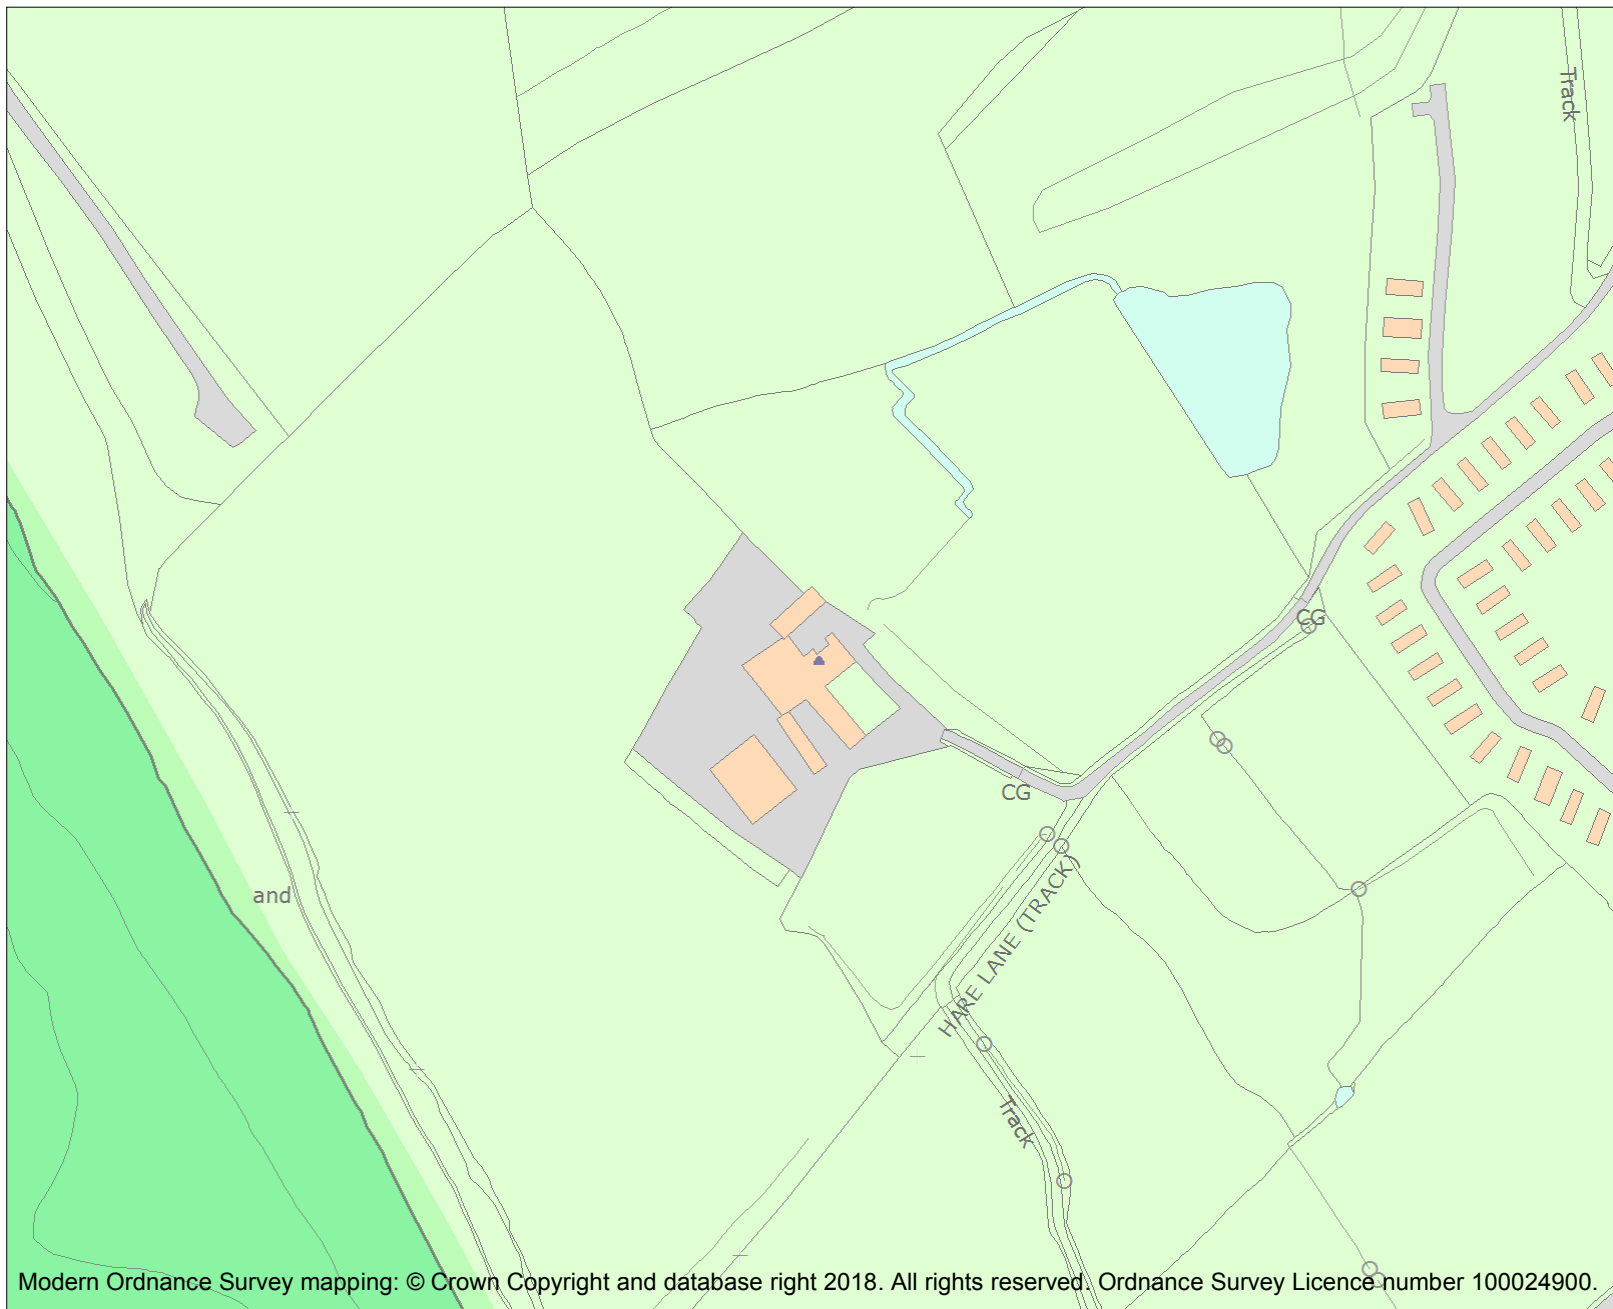 Track
CG
CG
HARE LANE (TRACK)
and
Track
Modern Ordnance Survey mapping: © Crown Copyright and database right 2018. All rights reserved. Ordnance Survey Licence number 100024900.